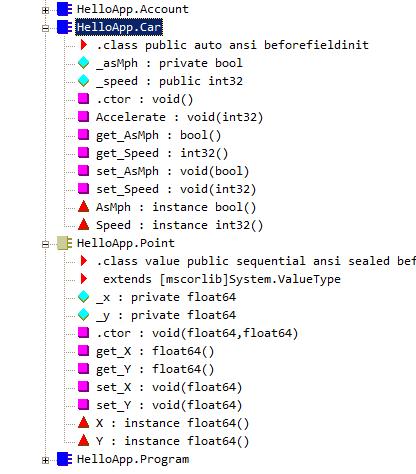 HelloApp.Account
HelloApp.Car
.class public auto ansi beforefieldinit
_asMph : private bool
_speed : public int32
.ctor : void()
Accelerate : void(int32)
get_AsMph : bool()
get_Speed : int32()
set_AsMph : void(bool)
set_Speed : void(int32)
AsMph : instance bool()
Speed : instance int32()
HelloApp.Point
.class value public sequential ansi sealed bef
extends [mscorlib]System.ValueType
_x : private float64
_y : private float64
.ctor : void(float64,float64)
get_X : float64()
get_Y : float64()
set_X : void(float64)
set_Y : void(float64)
X : instance float64()
Y : instance float64()
HelloApp.Program